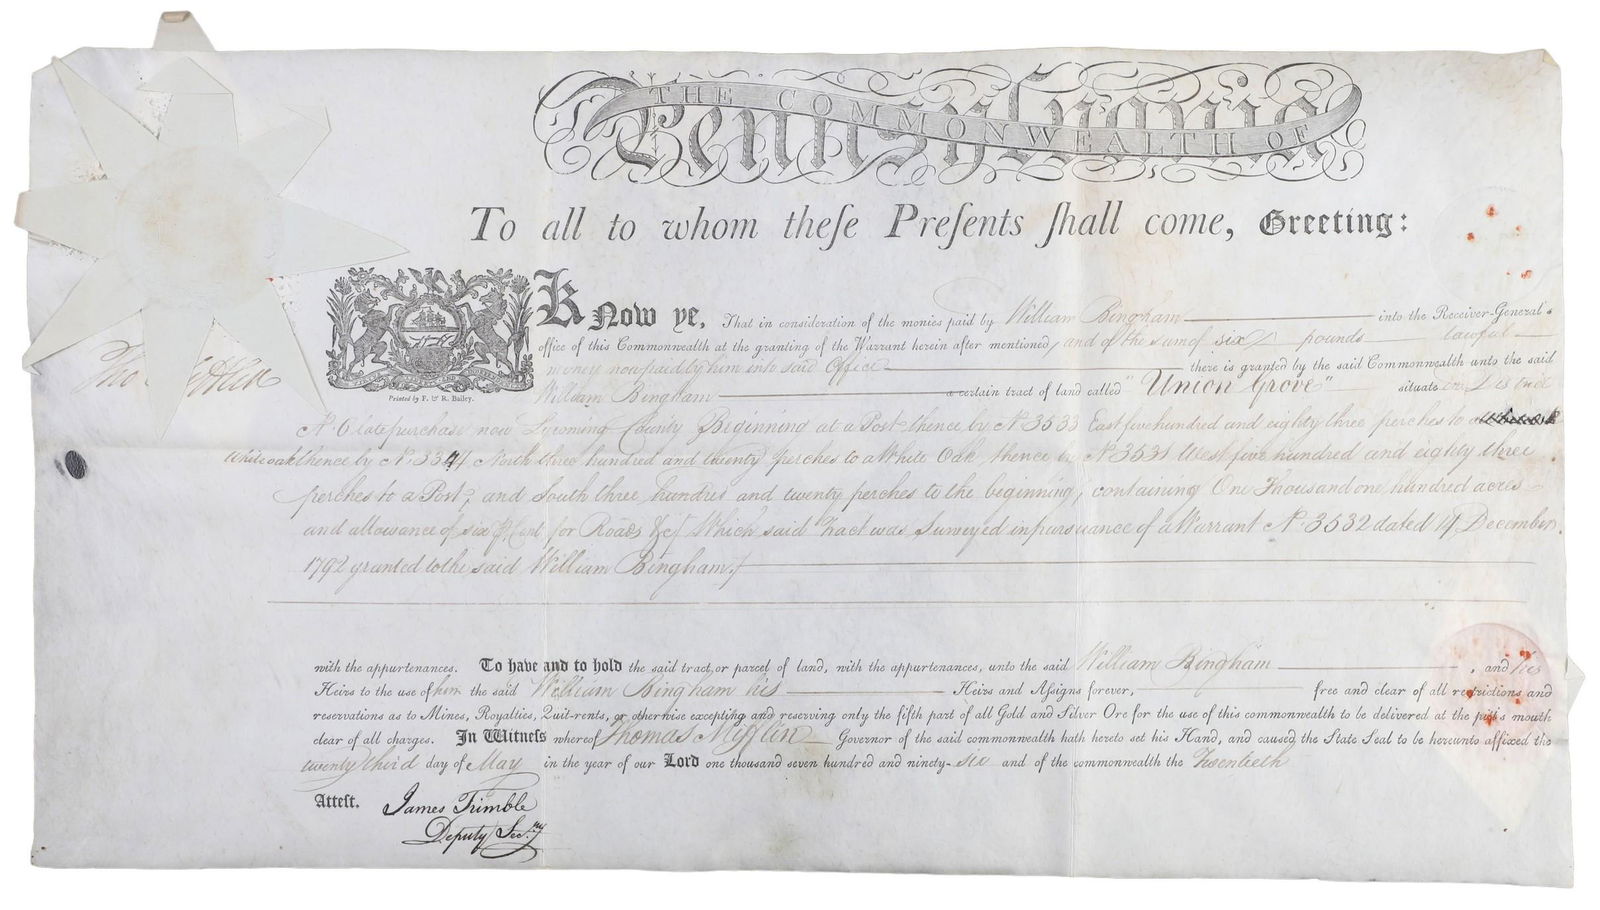 THE COMMONWEALTH OF
Pennsylvania
To all to whom theſe Preſents ſhall come, Greeting:
Know ye, That in consideration of the monies paid by William Bingham into the Receiver-General's
office of this Commonwealth at the granting of the Warrant herein after mentioned, and of the sum of six pounds lawful
money now paid by him into said Office there is granted by the said Commonwealth unto the said
William Bingham a certain tract of land called "Union Grove" situate in District
Printed by F. & R. Bailey.
Tho Mifflin
No. 6 late purchase now Lycoming County Beginning at a Post thence by No. 3533 East five hundred and eighty three perches to a
White oak thence by No. 3344 North three hundred and twenty perches to a White Oak, thence by No. 3531 West five hundred and eighty three
perches to a Post, and South three hundred and twenty perches to the beginning, containing One Thousand one hundred acres
and allowance of six P Cent for Roads &c. Which said Tract was Surveyed in pursuance of a Warrant No. 3532 dated 14 December
1792 granted to the said William Bingham.
with the appurtenances. To have and to hold the said tract, or parcel of land, with the appurtenances, unto the said William Bingham, and his
Heirs to the use of him the said William Bingham his Heirs and Aſsigns forever, free and clear of all restrictions and
reservations as to Mines, Royalties, Quit-rents, or otherwise excepting and reserving only the fifth part of all Gold and Silver Ore for the use of this commonwealth to be delivered at the pit's mouth
clear of all charges. In Witneſs whereof Thomas Mifflin Governor of the said commonwealth hath hereto set his Hand, and caused the State Seal to be hereunto affixed the
twenty third day of May in the year of our Lord one thousand seven hundred and ninety-six and of the commonwealth the Twentieth
Attest. James Trimble
Deputy Secry